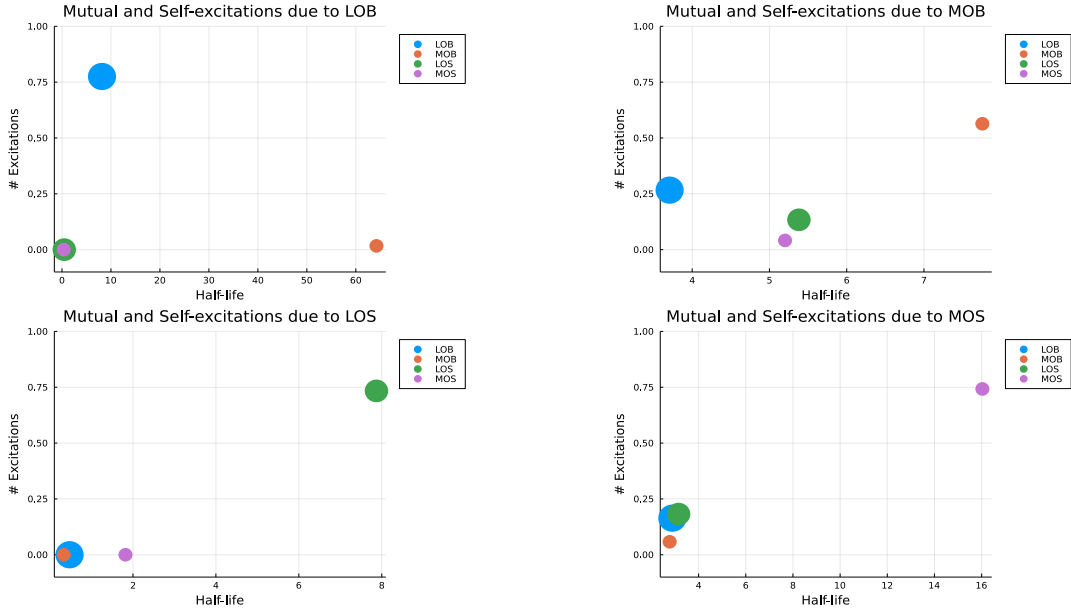 Mutual and Self-excitations due to LOB
1.00
0.75
0.50
0.25
0.00
# Excitations
0
10
20
30
40
50
60
Half-life
LOB
MOB
LOS
MOS
Mutual and Self-excitations due to MOB
1.00
0.75
0.50
0.25
0.00
# Excitations
4
5
6
7
Half-life
LOB
MOB
LOS
MOS
Mutual and Self-excitations due to LOS
1.00
0.75
0.50
0.25
0.00
# Excitations
2
4
6
8
Half-life
LOB
MOB
LOS
MOS
Mutual and Self-excitations due to MOS
1.00
0.75
0.50
0.25
0.00
# Excitations
4
6
8
10
12
14
16
Half-life
LOB
MOB
LOS
MOS